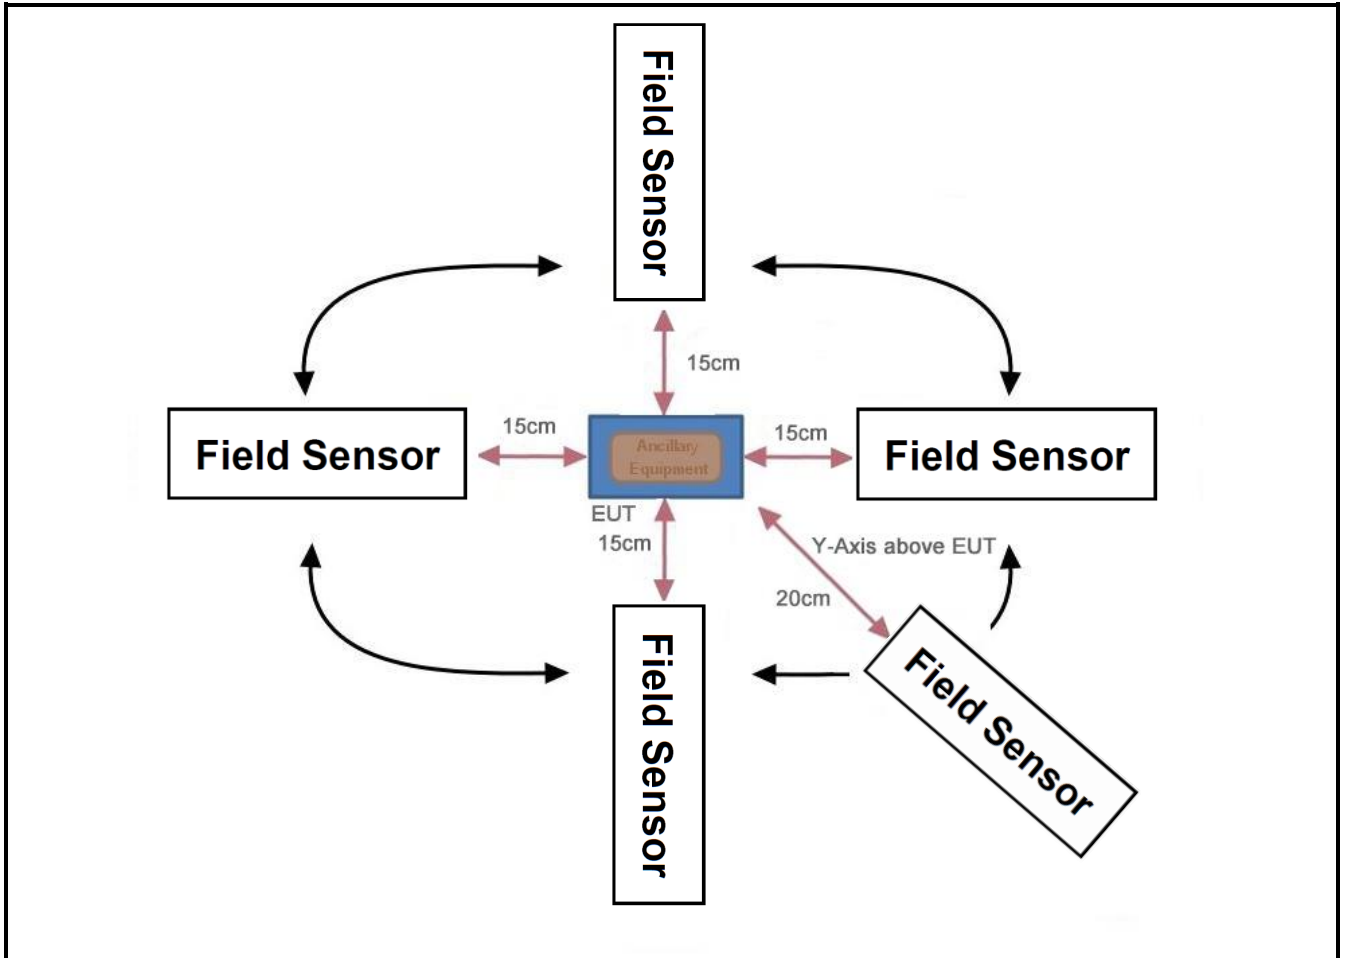 Field Sensor
15cm
15cm
15cm
Field Sensor
Ancillary
Equipment
Field Sensor
EUT
15cm
Y-Axis above EUT
20cm
Field Sensor
Field Sensor